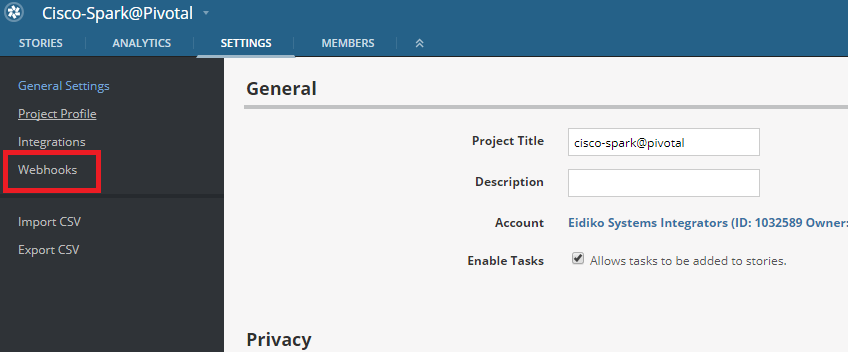 Cisco-Spark@Pivotal
STORIES ANALYTICS SETTINGS MEMBERS
General Settings
Project Profile
Integrations
Webhooks
Import CSV
Export CSV
General
Project Title cisco-spark@pivotal
Description
Account Eidiko Systems Integrators (ID: 1032589 Owner:
Enable Tasks Allows tasks to be added to stories.
Privacy